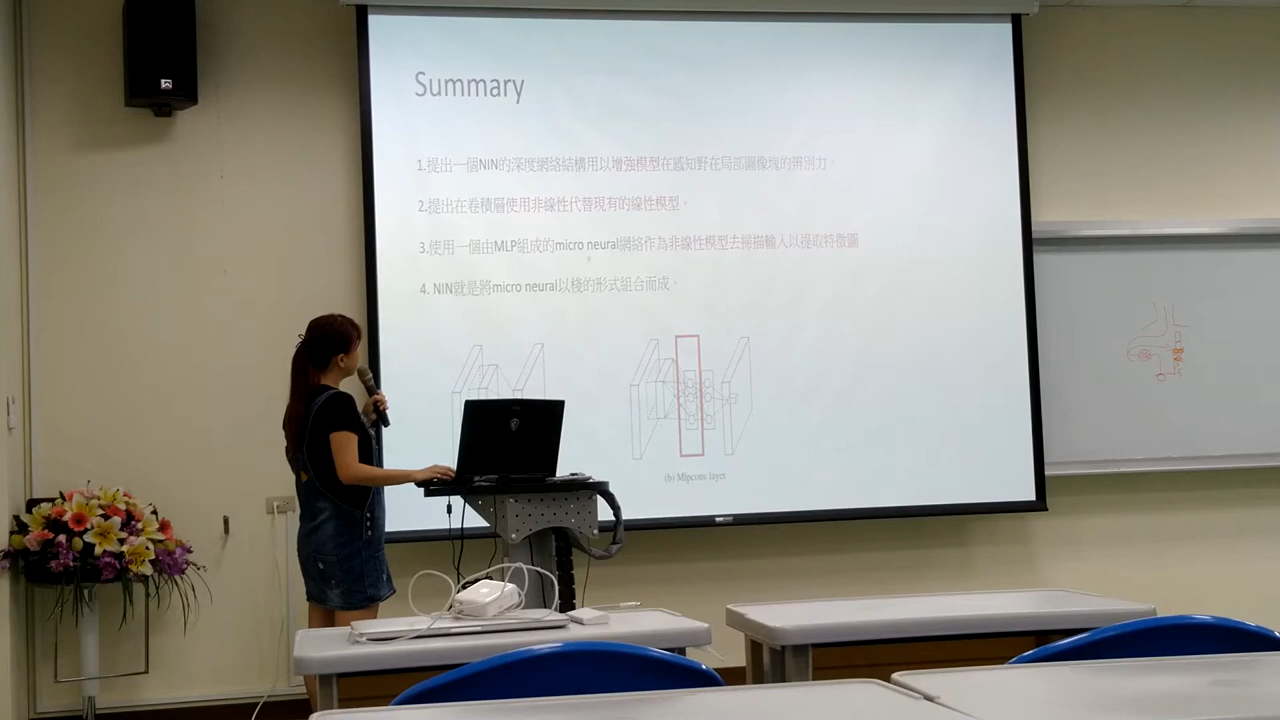 Summary
1.提出一個NIN的深度網絡結構用以增強模型在感知野在局部圖像塊的辨別力。
2.提出在卷積層使用非線性代替現有的線性模型。
3.使用一個由MLP組成的micro neural網絡作為非線性模型去掃描輸入以提取特徵圖
4. NIN就是將micro neural以棧的形式組合而成。
(b) Mlpconv layer